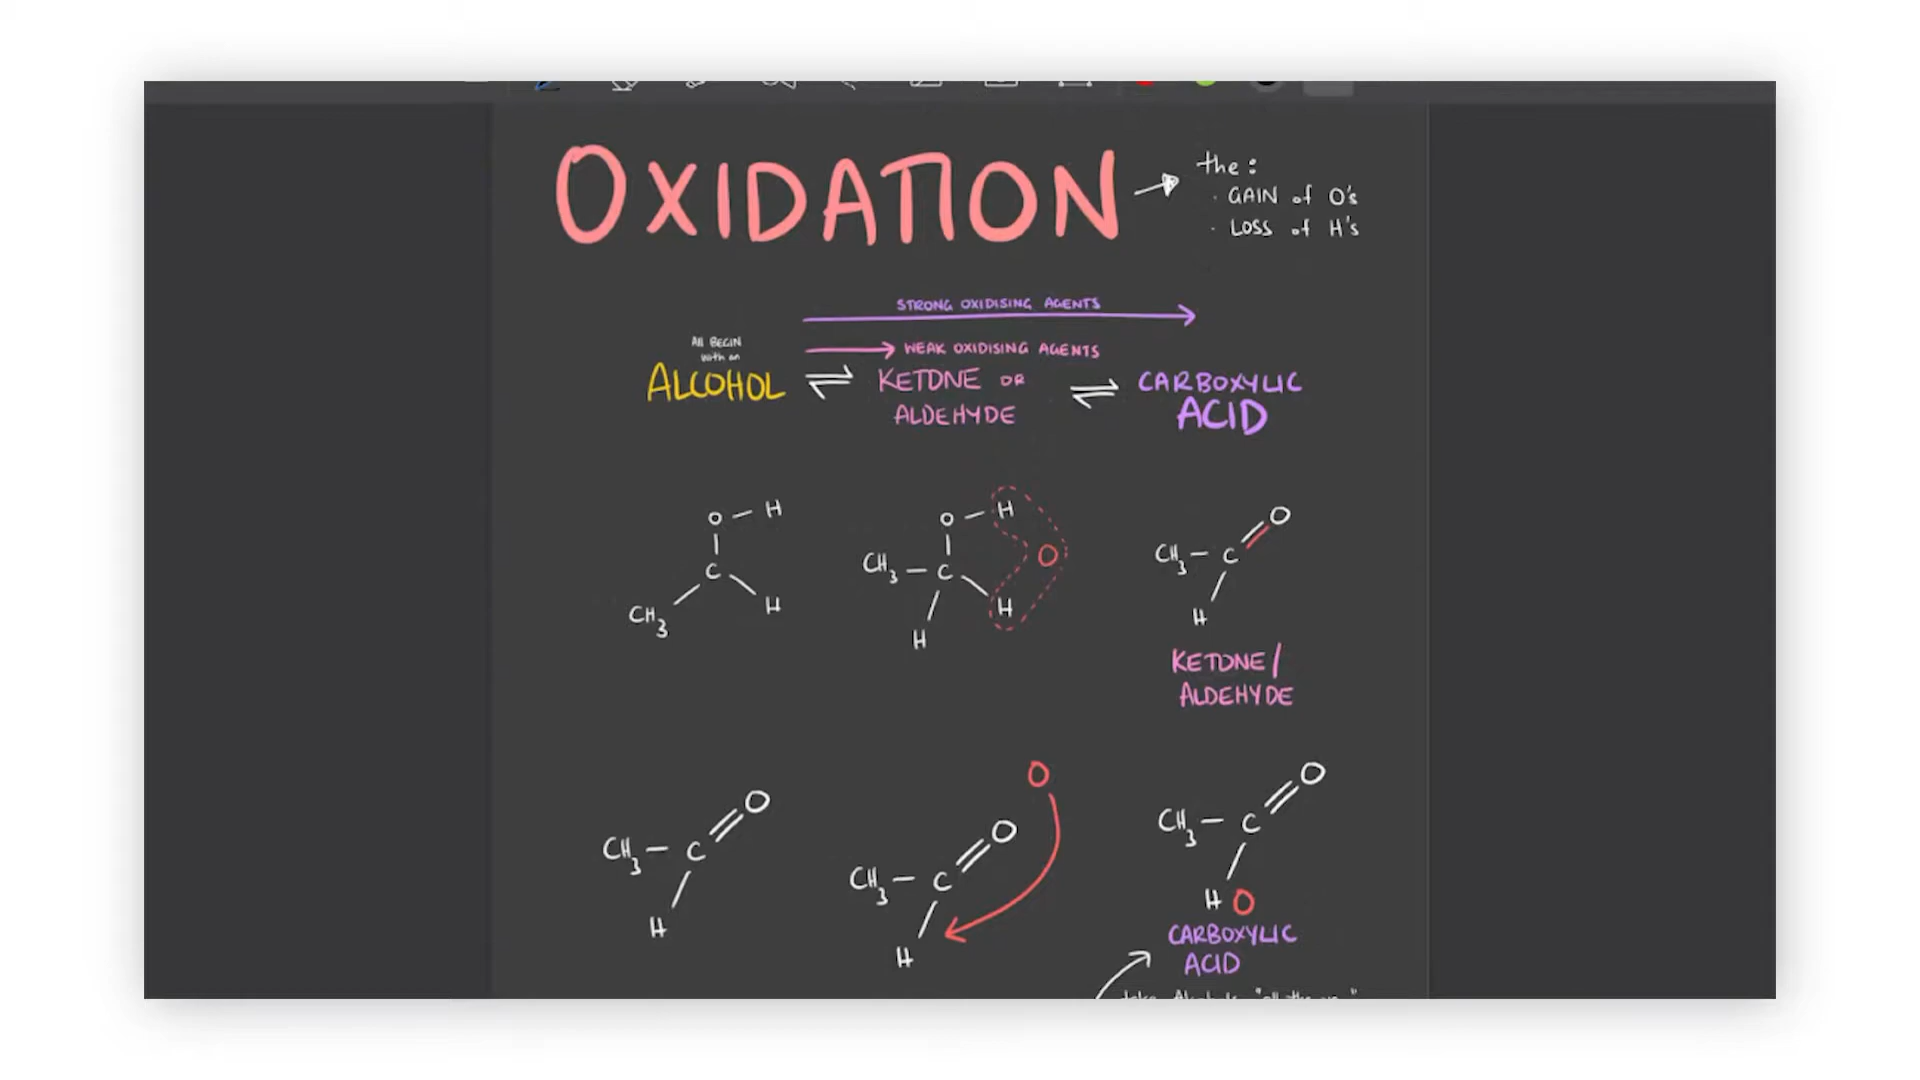 OXIDATION
the:
· GAIN of O's
· LOSS of H's
STRONG OXIDISING AGENTS
All BEGIN
with an
WEAK OXIDISING AGENTS
ALCOHOL
KETONE OR
ALDEHYDE
CARBOXYLIC
ACID
O – H
C
CH3
H
O – H
CH3 – C
O
H
H
O
CH3 – C
H
KETONE/
ALDEHYDE
O
CH3 – C
H
O
O
CH3 – C
H
O
CH3 – C
HO
CARBOXYLIC
ACID